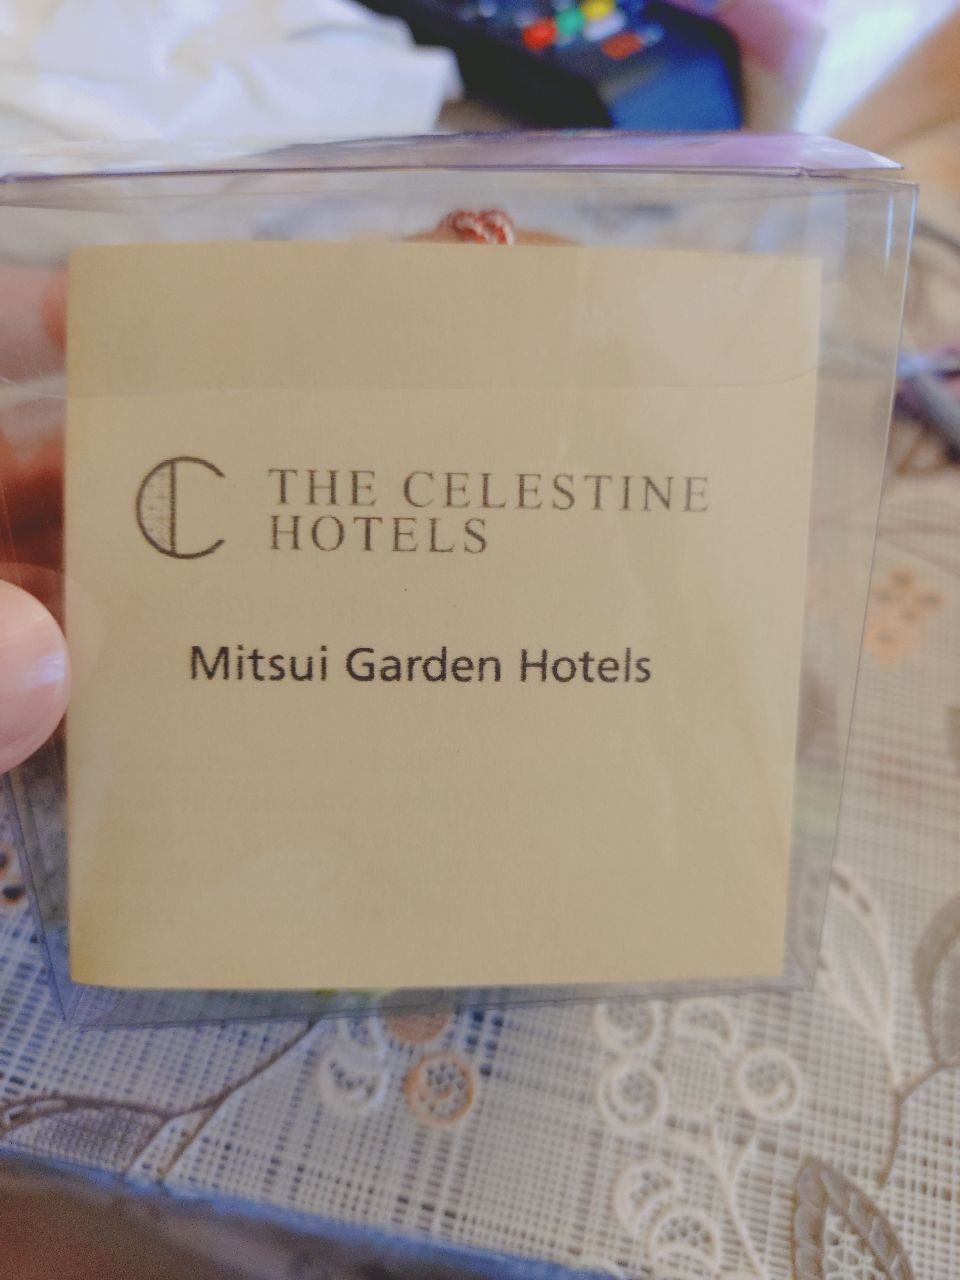 THE CELESTINE
HOTELS
Mitsui Garden Hotels